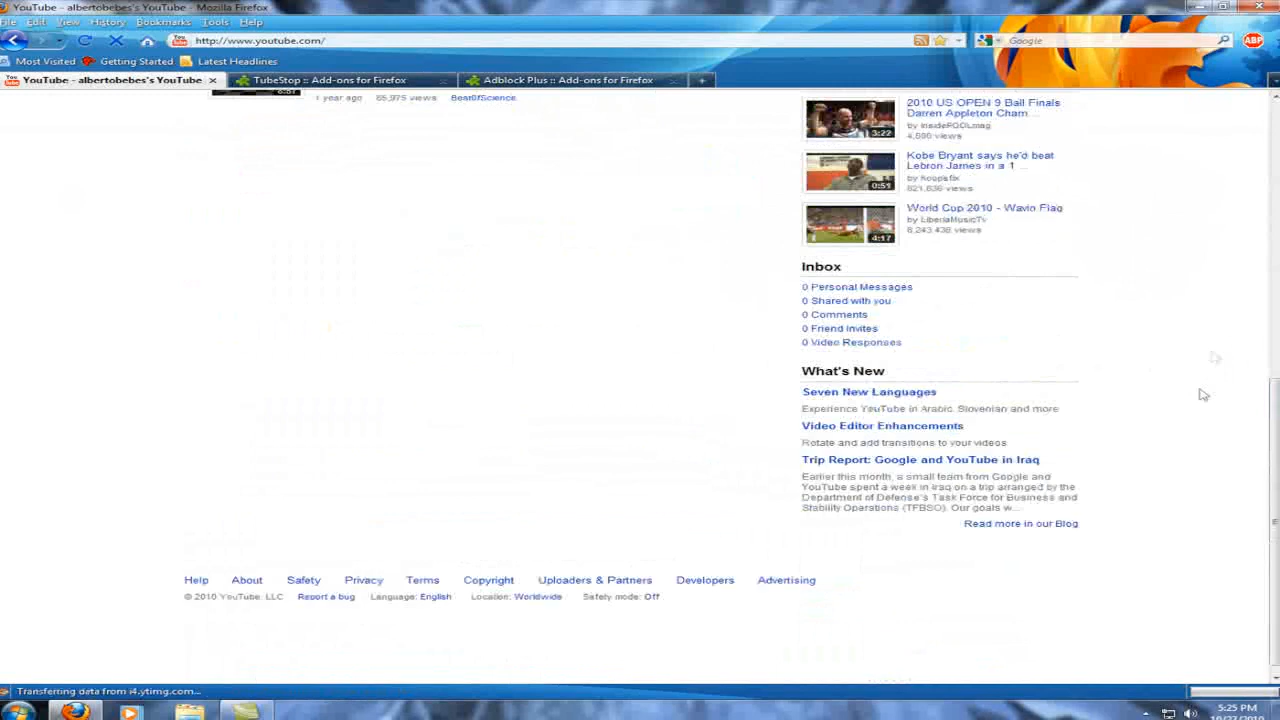 YouTube - albertobebes's YouTube - Mozilla Firefox
File Edit View History Bookmarks Tools Help
http://www.youtube.com/
Google
ABP
Most Visited Getting Started Latest Headlines
YouTube - albertobebes's YouTube
TubeStop :: Add-ons for Firefox
Adblock Plus :: Add-ons for Firefox
1 year ago 85,975 views BestOfScience
2010 US OPEN 9 Ball Finals
Darren Appleton Cham ...
by InsidePOOLmag
3:22
Kobe Bryant says he'd beat
Lebron James in a 1 ...
by hoopsfix
621,636 views
0:51
World Cup 2010 - Wavin Flag
by LiberiaMusicTv
8,243,438 views
4:17
Inbox
0 Personal Messages
0 Shared with you
0 Comments
0 Friend Invites
0 Video Responses
What's New
Seven New Languages
Experience YouTube in Arabic, Slovenian and more
Video Editor Enhancements
Rotate and add transitions to your videos
Trip Report: Google and YouTube in Iraq
Earlier this month, a small team from Google and
YouTube spent a week in Iraq on a trip arranged by the
Department of Defense's Task Force for Business and
Stability Operations (TFBSO). Our goals w...
Read more in our Blog
Help About Safety Privacy Terms Copyright Uploaders & Partners Developers Advertising
© 2010 YouTube, LLC Report a bug Language: English Location: Worldwide Safety mode: Off
Transferring data from i4.ytimg.com...
5:25 PM